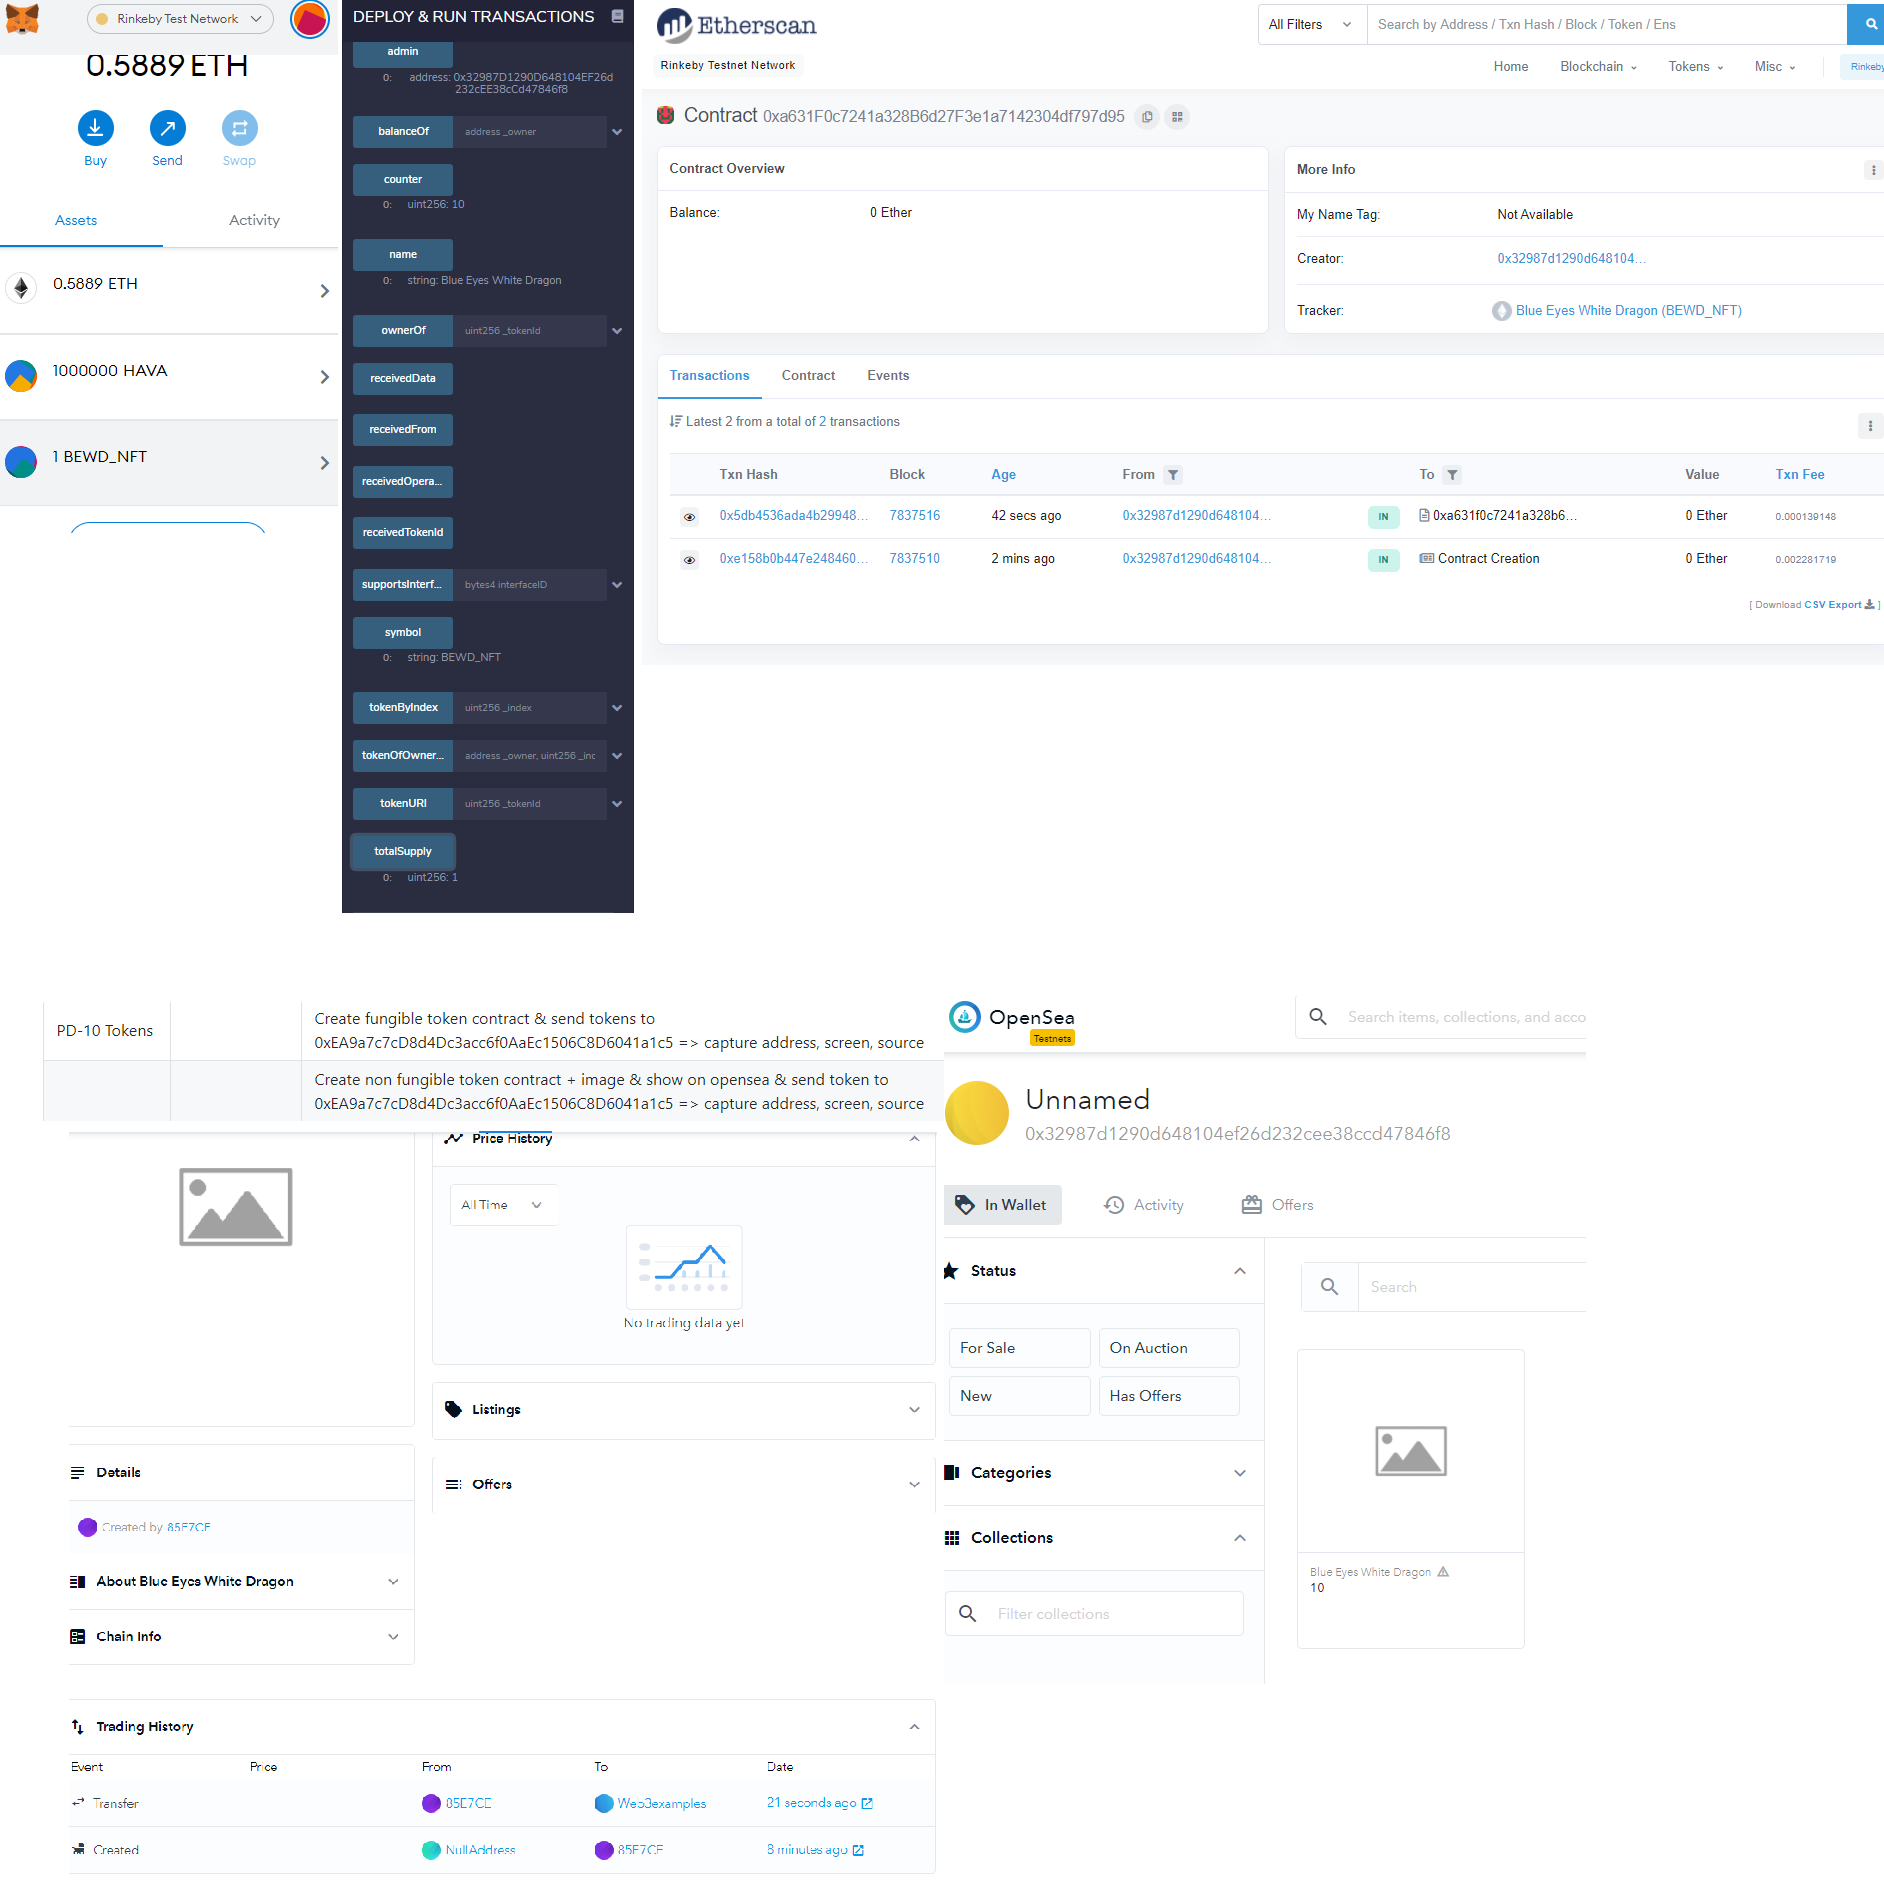 Rinkeby Test Network
0.5889 ETH
Buy
Send
Swap
Assets
Activity
0.5889 ETH
1000000 HAVA
1 BEWD_NFT
DEPLOY & RUN TRANSACTIONS
admin
0: address: 0x32987D1290D648104EF26d
232cEE38cCd47846f8
balanceOf address _owner
counter
0: uint256: 10
name
0: string: Blue Eyes White Dragon
ownerOf uint256 _tokenId
receivedData
receivedFrom
receivedOpera...
receivedTokenId
supportsInterf... bytes4 interfaceID
symbol
0: string: BEWD_NFT
tokenByIndex uint256 _index
tokenOfOwner... address _owner, uint256 _inc
tokenURI uint256 _tokenId
totalSupply
0: uint256: 1
Etherscan
All Filters
Search by Address / Txn Hash / Block / Token / Ens
Rinkeby Testnet Network
Home Blockchain Tokens Misc Rinkeby
Contract 0xa631F0c7241a328B6d27F3e1a7142304df797d95
Contract Overview
Balance: 0 Ether
More Info
My Name Tag: Not Available
Creator: 0x32987d1290d648104...
Tracker: Blue Eyes White Dragon (BEWD_NFT)
Transactions Contract Events
Latest 2 from a total of 2 transactions
Txn Hash Block Age From To Value Txn Fee
0x5db4536ada4b29948... 7837516 42 secs ago 0x32987d1290d648104... IN 0xa631f0c7241a328b6... 0 Ether 0.000139148
0xe158b0b447e248460... 7837510 2 mins ago 0x32987d1290d648104... IN Contract Creation 0 Ether 0.002281719
[ Download CSV Export ]
PD-10 Tokens
Create fungible token contract & send tokens to
0xEA9a7c7cD8d4Dc3acc6f0AaEc1506C8D6041a1c5 => capture address, screen, source
Create non fungible token contract + image & show on opensea & send token to
0xEA9a7c7cD8d4Dc3acc6f0AaEc1506C8D6041a1c5 => capture address, screen, source
Price History
All Time
No trading data yet
Listings
Offers
Details
Created by 85E7CE
About Blue Eyes White Dragon
Chain Info
Trading History
Event Price From To Date
Transfer 85E7CE Web3examples 21 seconds ago
Created NullAddress 85E7CE 8 minutes ago
OpenSea
Testnets
Search items, collections, and acco
Unnamed
0x32987d1290d648104ef26d232cee38ccd47846f8
In Wallet
Activity
Offers
Status
For Sale
On Auction
New
Has Offers
Categories
Collections
Filter collections
Search
Blue Eyes White Dragon
10